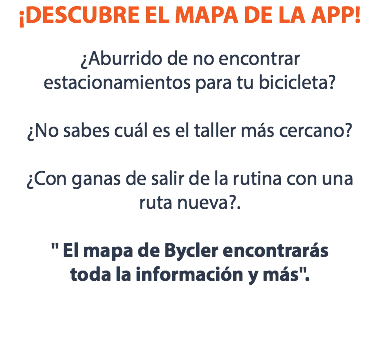 ¡DESCUBRE EL MAPA DE LA APP!
¿Aburrido de no encontrar
estacionamientos para tu bicicleta?
¿No sabes cuál es el taller más cercano?
¿Con ganas de salir de la rutina con una
ruta nueva?.
" El mapa de Bycler encontrarás
toda la información y más".